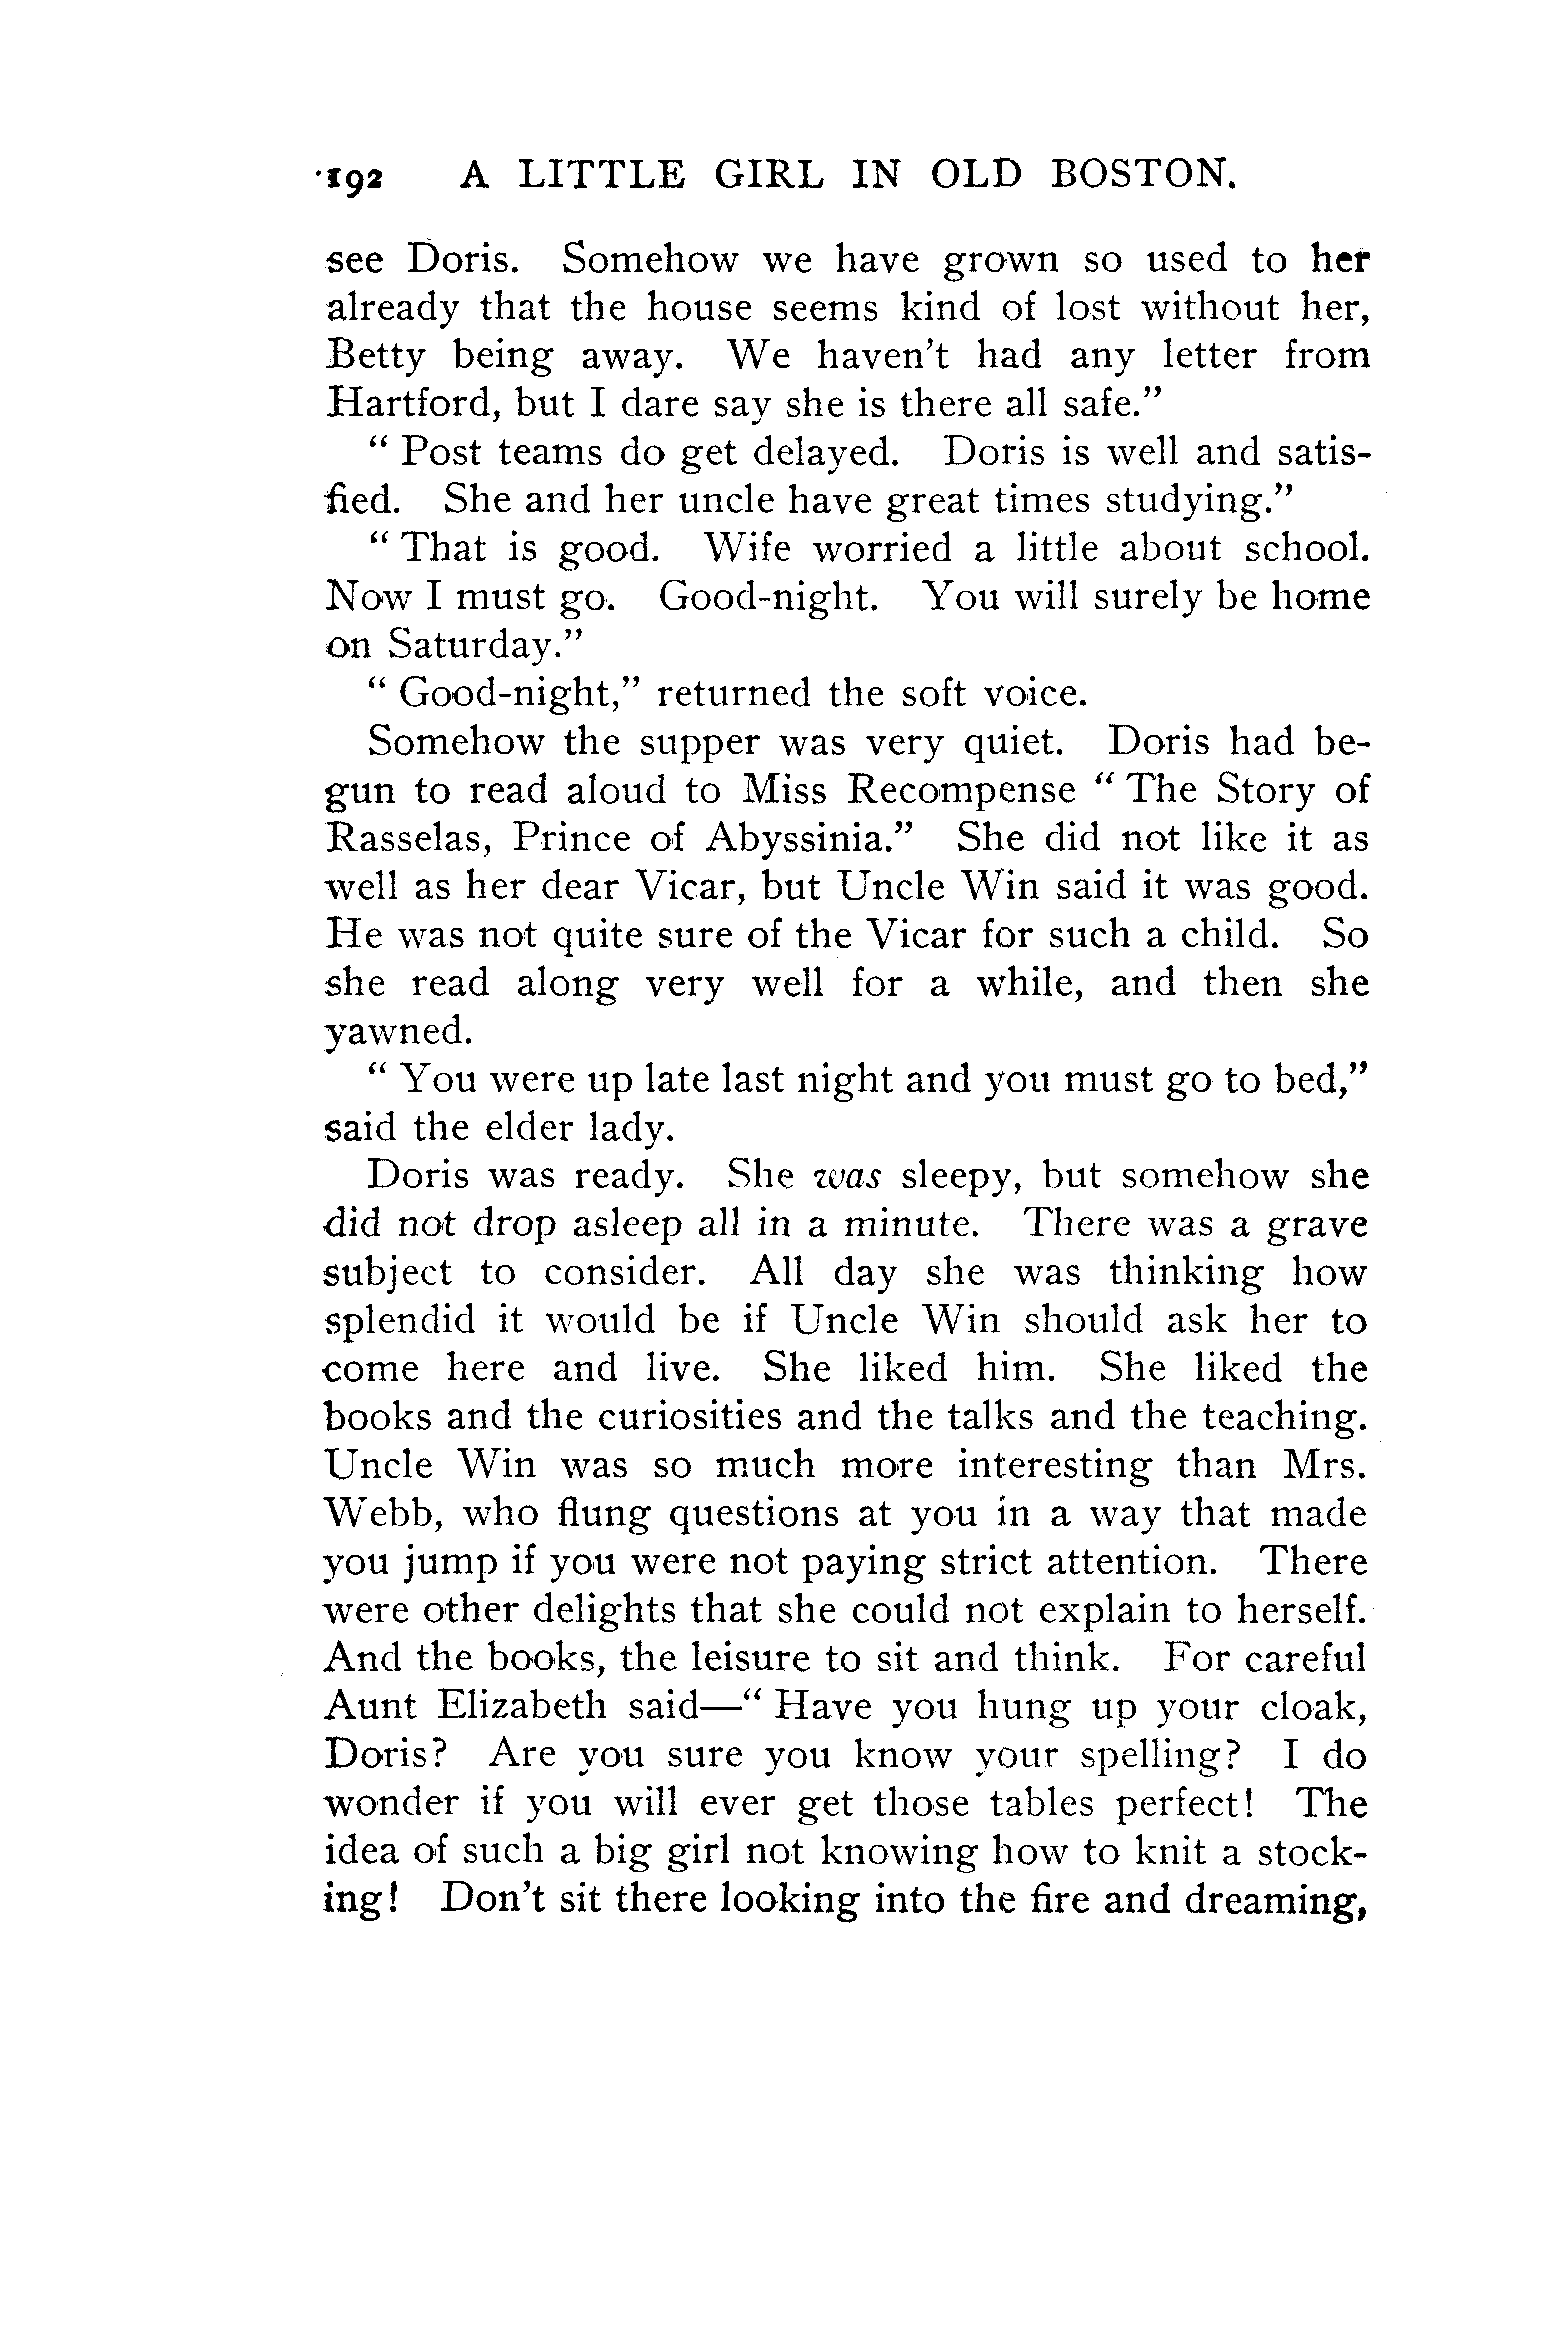 192 A LITTLE GIRL IN OLD BOSTON.
see Doris. Somehow we have grown so used to her
already that the house seems kind of lost without her,
Betty being away. We haven't had any letter from
Hartford, but I dare say she is there all safe."
" Post teams do get delayed. Doris is well and satis-
fied. She and her uncle have great times studying."
" That is good. Wife worried a little about school.
Now I must go. Good-night. You will surely be home
on Saturday."
" Good-night," returned the soft voice.
Somehow the supper was very quiet. Doris had be-
gun to read aloud to Miss Recompense " The Story of
Rasselas, Prince of Abyssinia." She did not like it as
well as her dear Vicar, but Uncle Win said it was good.
He was not quite sure of the Vicar for such a child. So
she read along very well for a while, and then she
yawned.
" You were up late last night and you must go to bed,"
said the elder lady.
Doris was ready. She was sleepy, but somehow she
did not drop asleep all in a minute. There was a grave
subject to consider. All day she was thinking how
splendid it would be if Uncle Win should ask her to
come here and live. She liked him. She liked the
books and the curiosities and the talks and the teaching.
Uncle Win was so much more interesting than Mrs.
Webb, who flung questions at you in a way that made
you jump if you were not paying strict attention. There
were other delights that she could not explain to herself.
And the books, the leisure to sit and think. For careful
Aunt Elizabeth said—" Have you hung up your cloak,
Doris? Are you sure you know your spelling? I do
wonder if you will ever get those tables perfect! The
idea of such a big girl not knowing how to knit a stock-
ing! Don't sit there looking into the fire and dreaming,